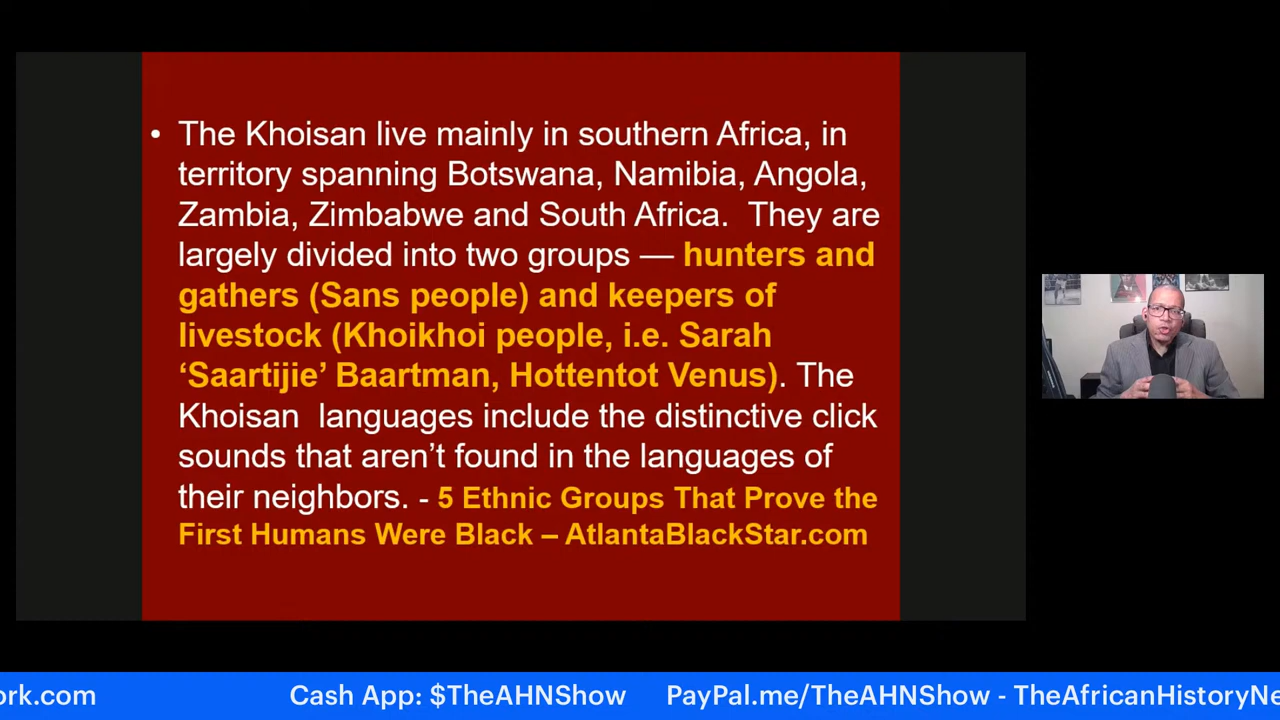 • The Khoisan live mainly in southern Africa, in
territory spanning Botswana, Namibia, Angola,
Zambia, Zimbabwe and South Africa.  They are
largely divided into two groups — hunters and
gathers (Sans people) and keepers of
livestock (Khoikhoi people, i.e. Sarah
‘Saartijie’ Baartman, Hottentot Venus). The
Khoisan  languages include the distinctive click
sounds that aren’t found in the languages of
their neighbors. - 5 Ethnic Groups That Prove the
First Humans Were Black – AtlantaBlackStar.com
ork.com Cash App: $TheAHNShow PayPal.me/TheAHNShow - TheAfricanHistoryNe